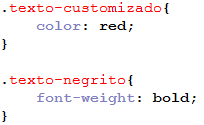 .texto-customizado{
    color: red;
}

.texto-negrito{
    font-weight: bold;
}